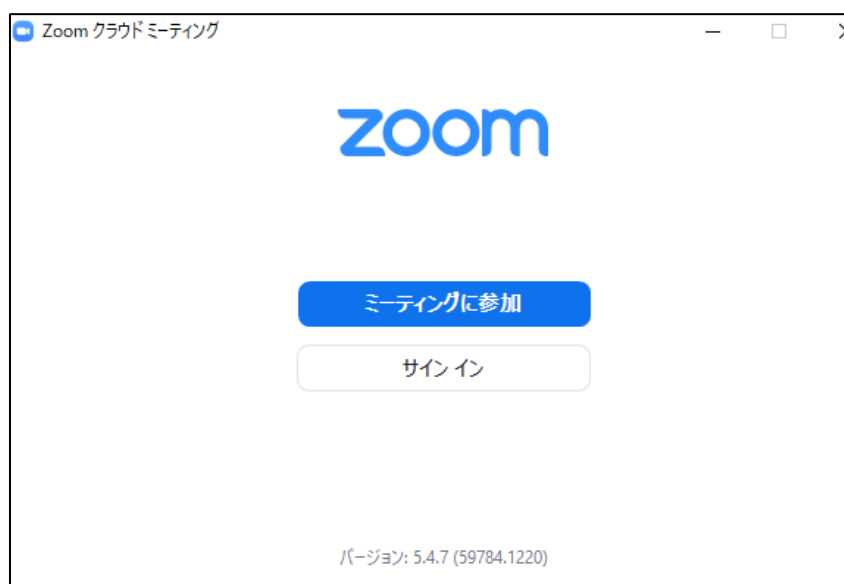 Zoom クラウド ミーティング
zoom
ミーティングに参加
サイン イン
バージョン: 5.4.7 (59784.1220)